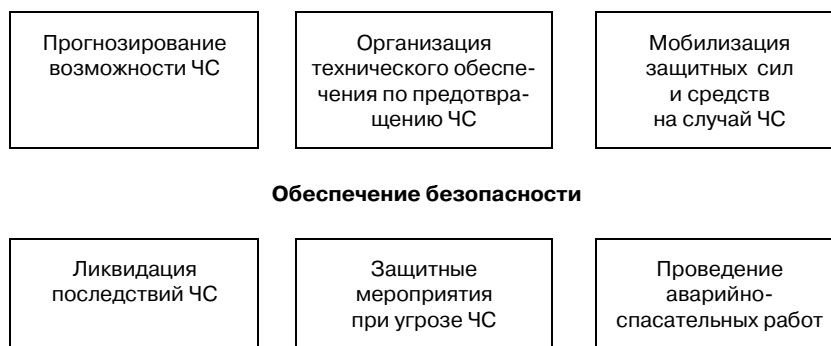 Прогнозирование
возможности ЧС
Организация
технического обеспе-
чения по предотвра-
щению ЧС
Мобилизация
защитных сил
и средств
на случай ЧС
Обеспечение безопасности
Ликвидация
последствий ЧС
Защитные
мероприятия
при угрозе ЧС
Проведение
аварийно-
спасательных работ